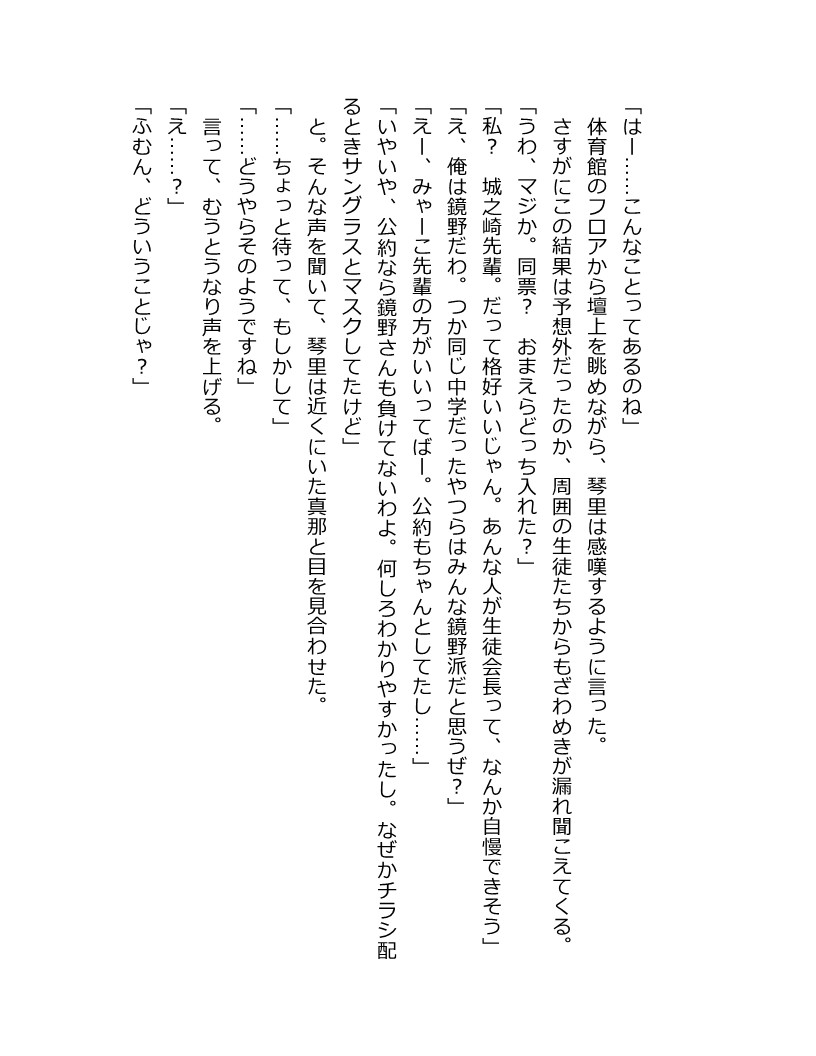 「はー……こんなことってあるのね」
　体育館のフロアから壇上を眺めながら、琴里は感嘆するように言った。
　さすがにこの結果は予想外だったのか、周囲の生徒たちからもざわめきが漏れ聞こえてくる。
「うわ、マジか。同票？　おまえらどっち入れた？」
「私？　城之崎先輩。だって格好いいじゃん。あんな人が生徒会長って、なんか自慢できそう」
「え、俺は鏡野だわ。つか同じ中学だったやつらはみんな鏡野派だと思うぜ？」
「えー、みゃーこ先輩の方がいいってばー。公約もちゃんとしてたし……」
「いやいや、公約なら鏡野さんも負けてないわよ。何しろわかりやすかったし。なぜかチラシ配
るときサングラスとマスクしてたけど」
　と。そんな声を聞いて、琴里は近くにいた真那と目を見合わせた。
「……ちょっと待って、もしかして」
「……どうやらそのようですね」
　言って、むうとうなり声を上げる。
「え……？」
「ふむん、どういうことじゃ？」